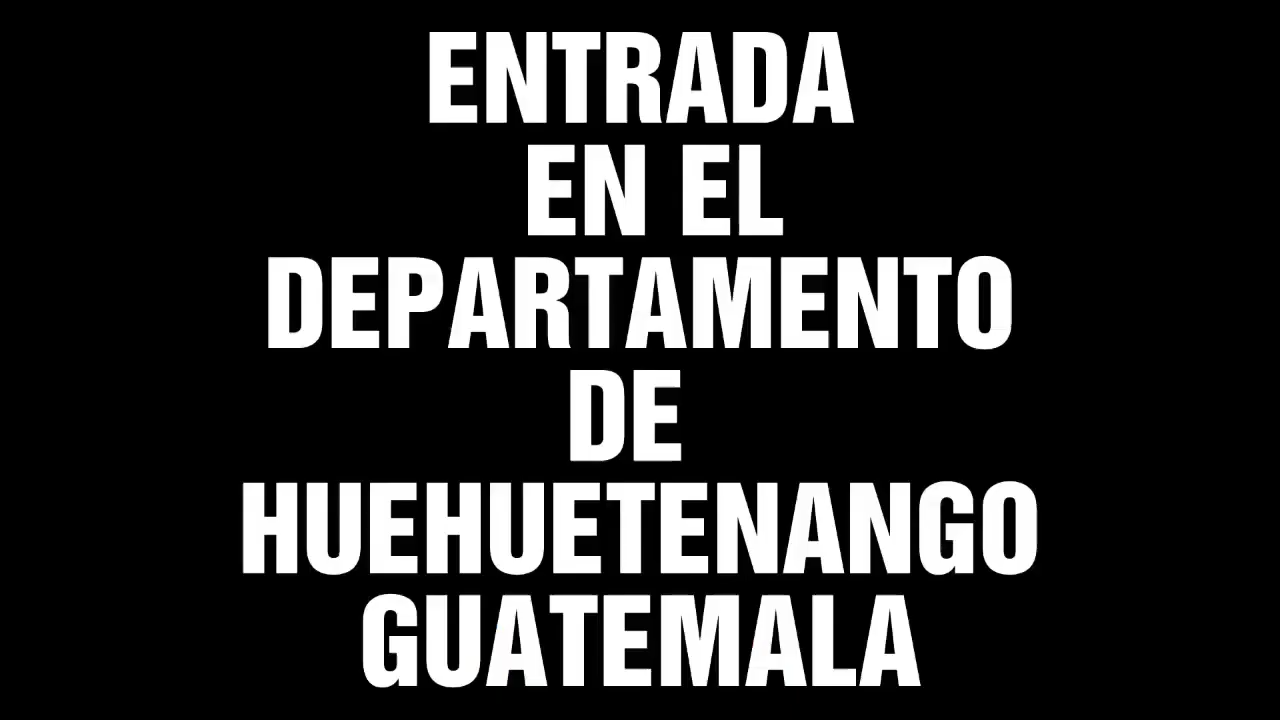 ENTRADA
EN EL
DEPARTAMENTO
DE
HUEHUETENANGO
GUATEMALA